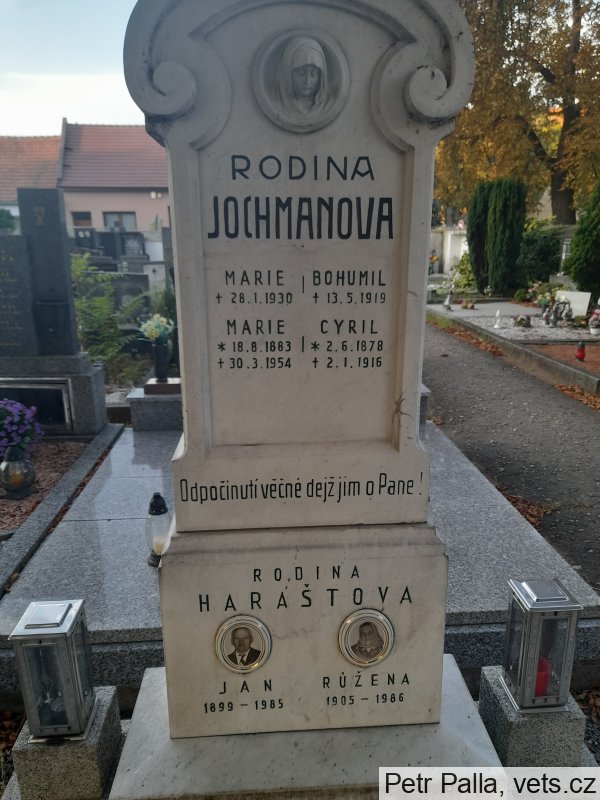 RODINA
JOCHMANOVA
MARIE | BOHUMIL
† 28.1.1930 † 13.5.1919
MARIE | CYRIL
* 18.8.1883 * 2.6.1878
† 30.3.1954 † 2.1.1916
Odpočinutí věčné dejž jim o Pane!
RODINA
HARAŠTOVA
JAN RŮŽENA
1899 – 1985 1905 – 1986
Petr Palla, vets.cz